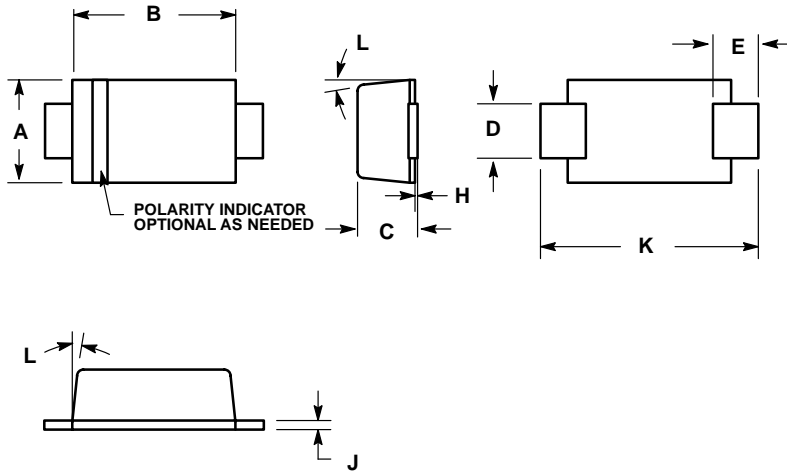 B
L
E
A
D
POLARITY INDICATOR
OPTIONAL AS NEEDED
H
C
K
L
J